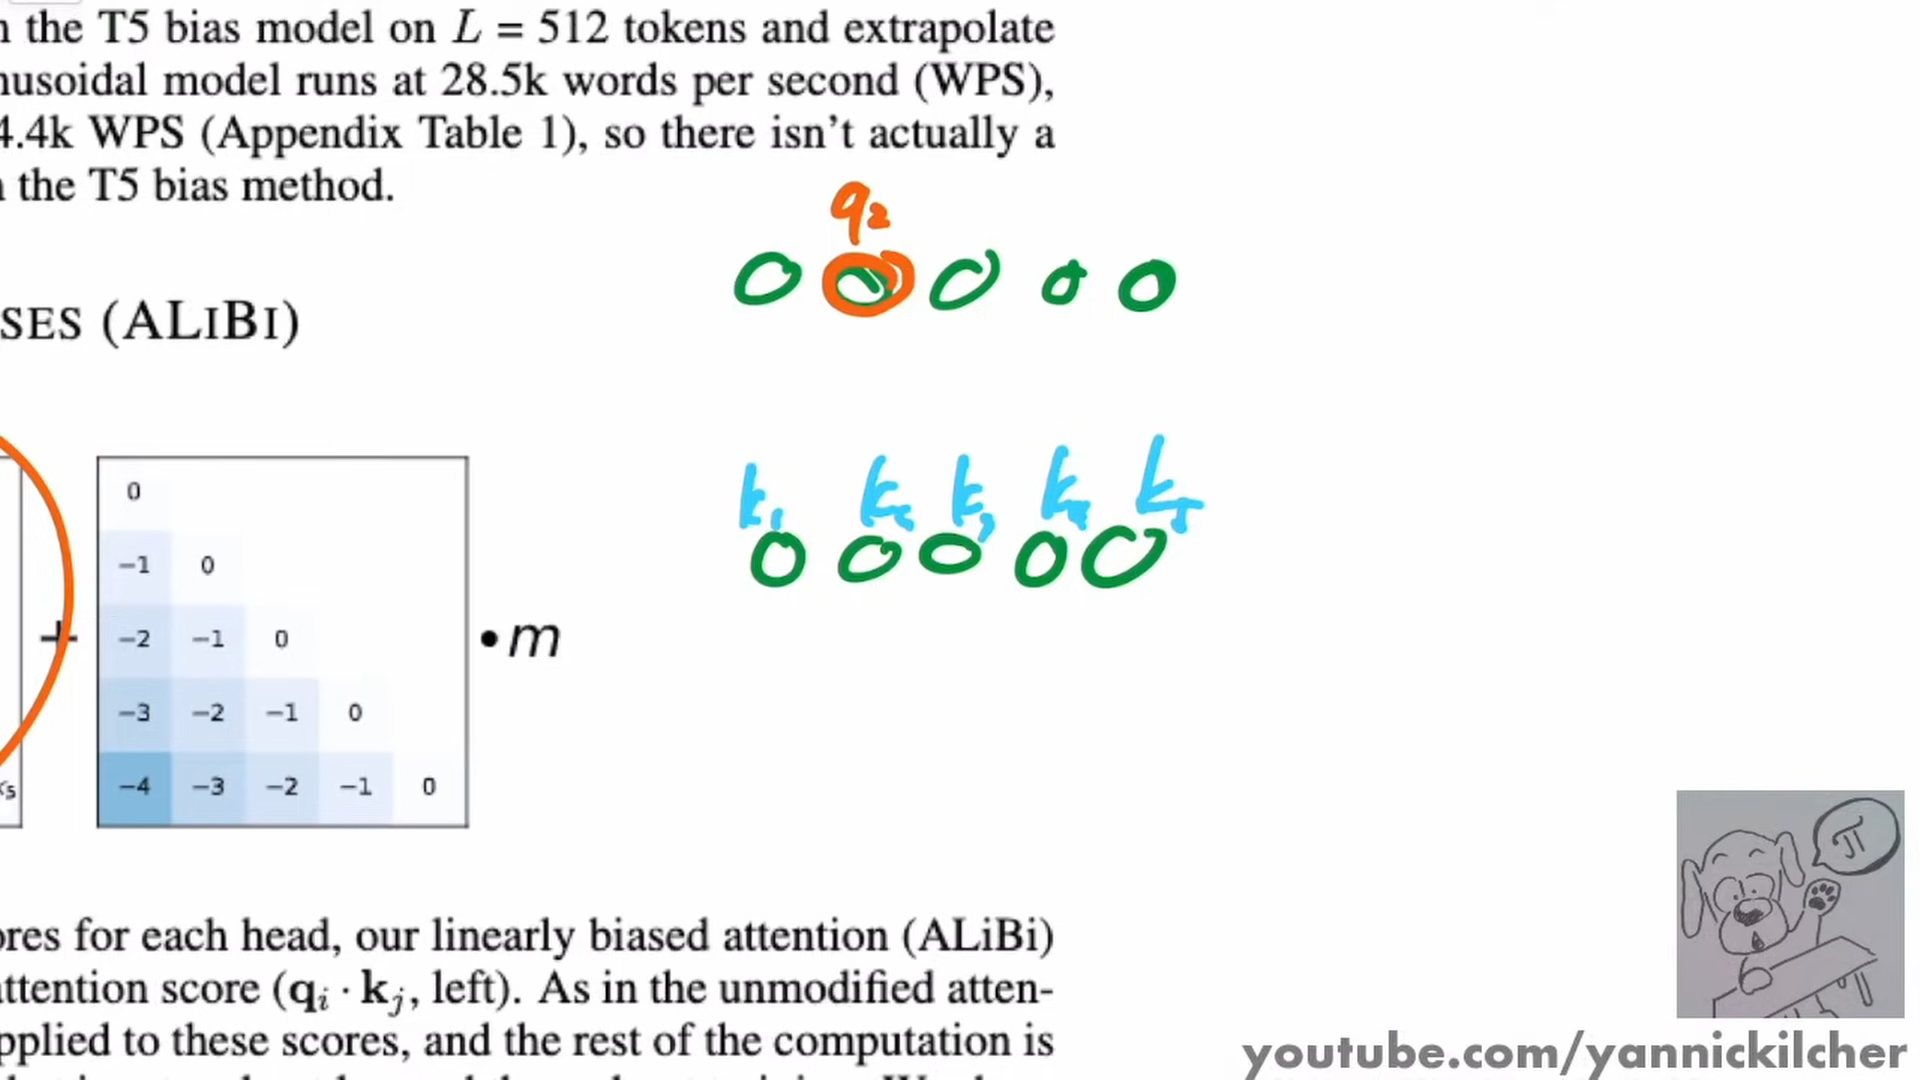 the T5 bias model on L = 512 tokens and extrapolate
nusoidal model runs at 28.5k words per second (WPS),
4.4k WPS (Appendix Table 1), so there isn't actually a
the T5 bias method.
q2
SES (ALIBI)
k1 k2 k3 k4 k5
0
-1 0
+ -2 -1 0 • m
-3 -2 -1 0
-4 -3 -2 -1 0
π
ores for each head, our linearly biased attention (ALiBi)
attention score (qi · kj, left). As in the unmodified atten-
pplied to these scores, and the rest of the computation is
youtube.com/yannickilcher